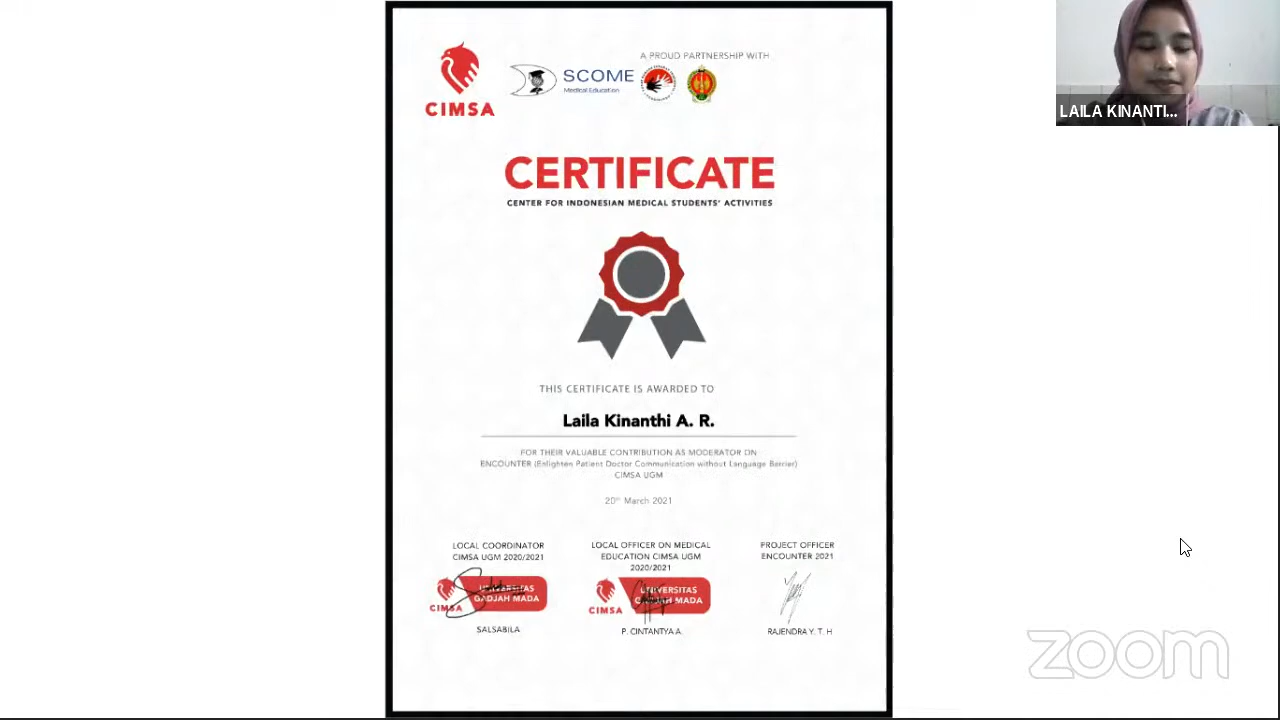 CIMSA
SCOME
Medical Education
A PROUD PARTNERSHIP WITH
LAILA KINANTI...
CERTIFICATE
CENTER FOR INDONESIAN MEDICAL STUDENTS' ACTIVITIES
THIS CERTIFICATE IS AWARDED TO
Laila Kinanthi A. R.
FOR THEIR VALUABLE CONTRIBUTION AS MODERATOR ON
ENCOUNTER (Enlighten Patient Doctor Communication without Language Barrier)
CIMSA UGM
20th March 2021
LOCAL COORDINATOR
CIMSA UGM 2020/2021
CIMSA
UNIVERSITAS
GADJAH MADA
SALSABILA
LOCAL OFFICER ON MEDICAL
EDUCATION CIMSA UGM
2020/2021
CIMSA
UNIVERSITAS
GADJAH MADA
P. CINTANTYA A.
PROJECT OFFICER
ENCOUNTER 2021
RAJENDRA Y. T. H
zoom